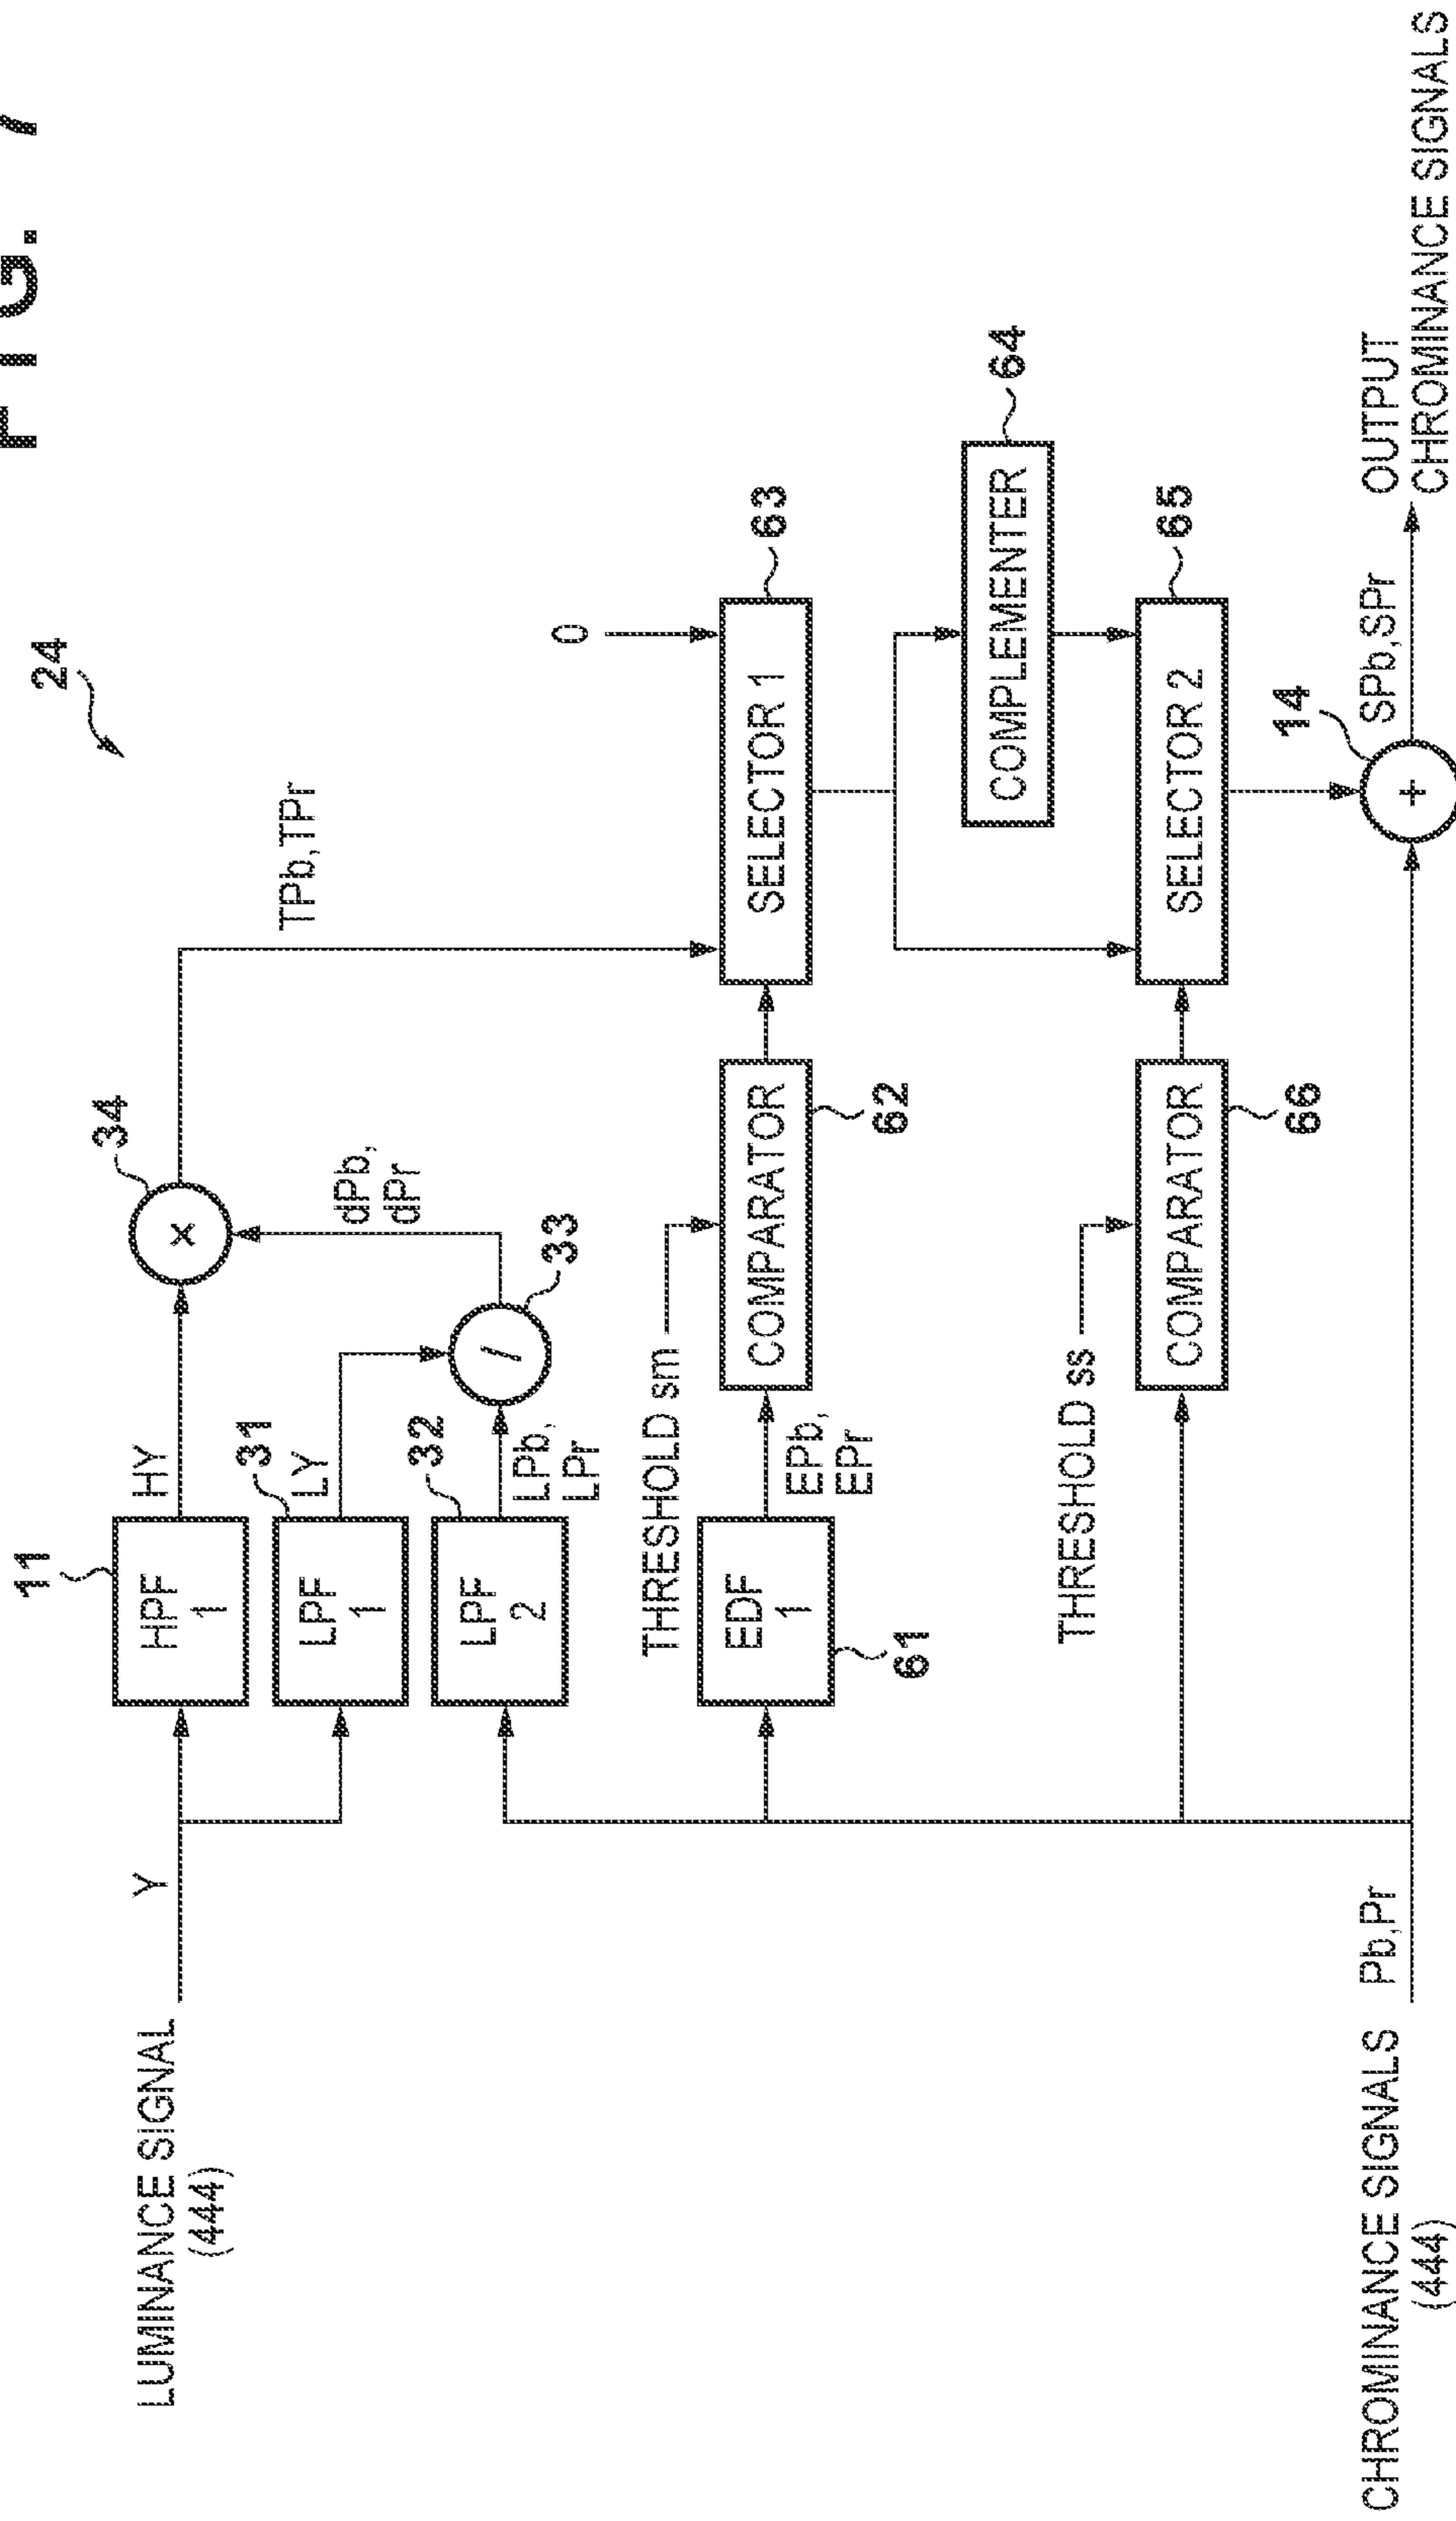 FIG. 7
24
LUMINANCE SIGNAL
(444)
Y
11
HPF
1
HY
34
×
TPb,TPr
31
LPF
1
LY
dPb,
dPr
32
LPF
2
LPb,
LPr
33
/
THRESHOLD sm
0
EDF
1
61
EPb,
EPr
COMPARATOR
62
SELECTOR 1
63
COMPLEMENTER
64
THRESHOLD ss
COMPARATOR
66
SELECTOR 2
65
14
+
CHROMINANCE SIGNALS
(444)
Pb,Pr
SPb,SPr
OUTPUT
CHROMINANCE SIGNALS